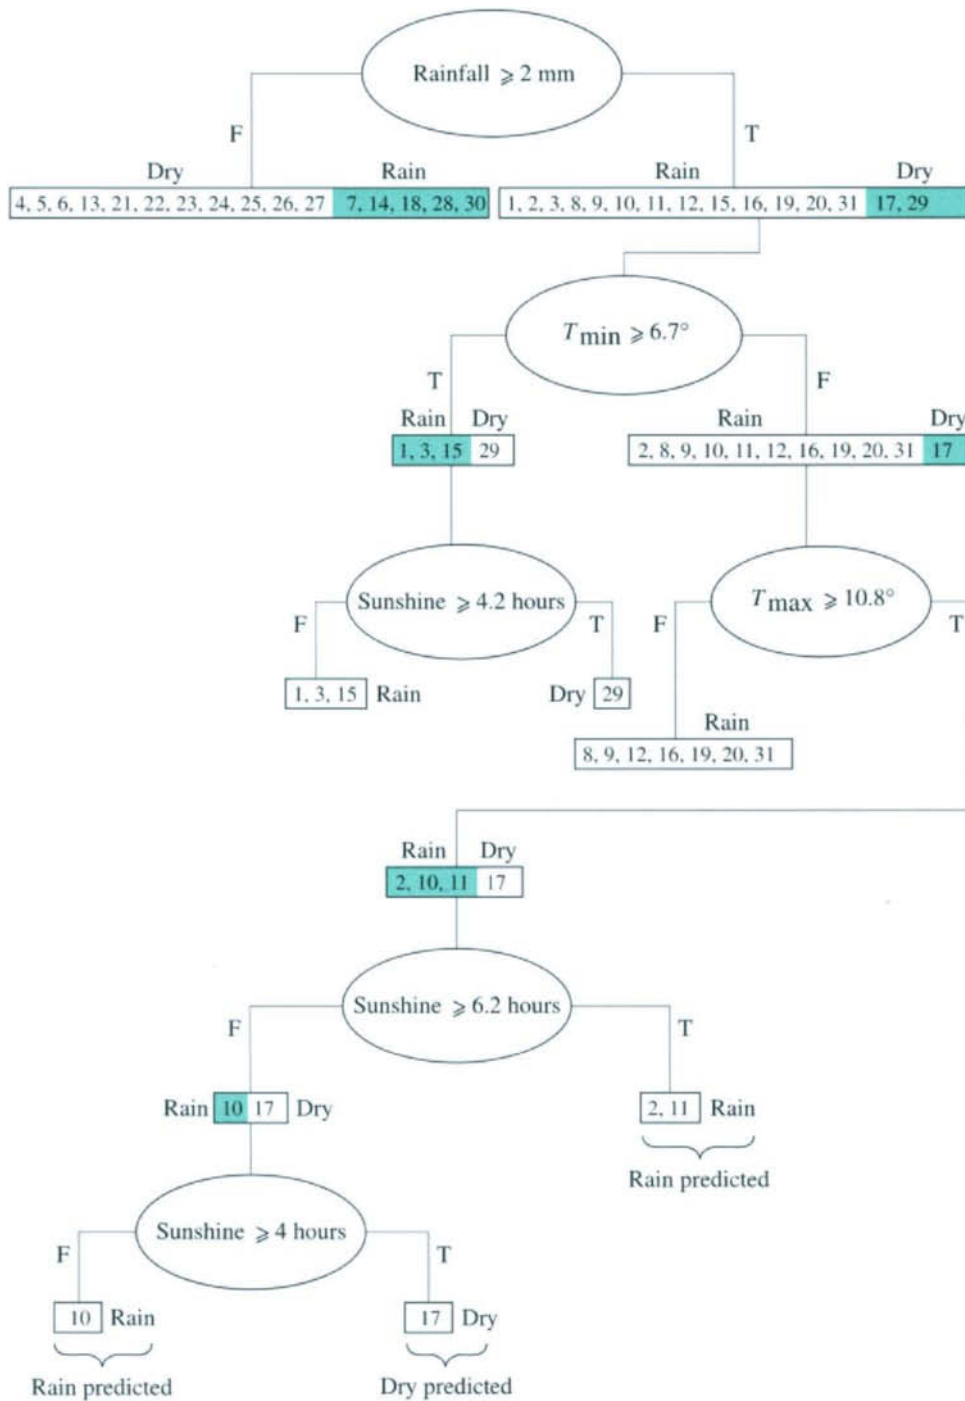 Rainfall ⩾ 2 mm
F
T
Dry
Rain
Rain
Dry
4, 5, 6, 13, 21, 22, 23, 24, 25, 26, 27
7, 14, 18, 28, 30
1, 2, 3, 8, 9, 10, 11, 12, 15, 16, 19, 20, 31
17, 29
Tmin ⩾ 6.7°
T
F
Rain
Dry
Rain
Dry
1, 3, 15
29
2, 8, 9, 10, 11, 12, 16, 19, 20, 31
17
Sunshine ⩾ 4.2 hours
Tmax ⩾ 10.8°
F
T
F
T
1, 3, 15 Rain
Dry 29
Rain
8, 9, 12, 16, 19, 20, 31
Rain
Dry
2, 10, 11
17
Sunshine ⩾ 6.2 hours
F
T
Rain 10 17 Dry
2, 11 Rain
Rain predicted
Sunshine ⩾ 4 hours
F
T
10 Rain
17 Dry
Rain predicted
Dry predicted